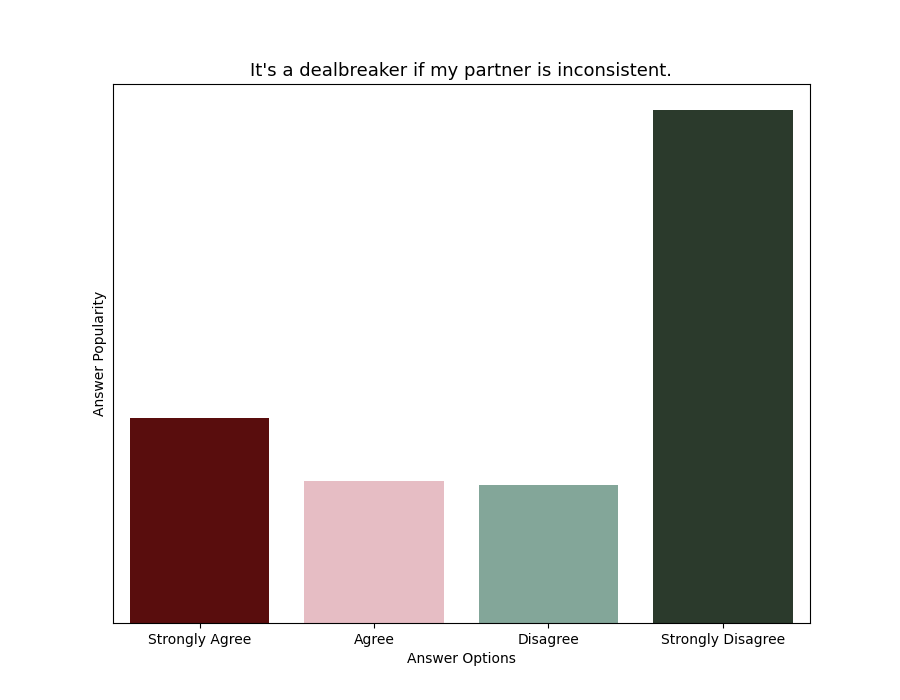 It's a dealbreaker if my partner is inconsistent.
Answer Popularity
Strongly Agree
Agree
Disagree
Strongly Disagree
Answer Options